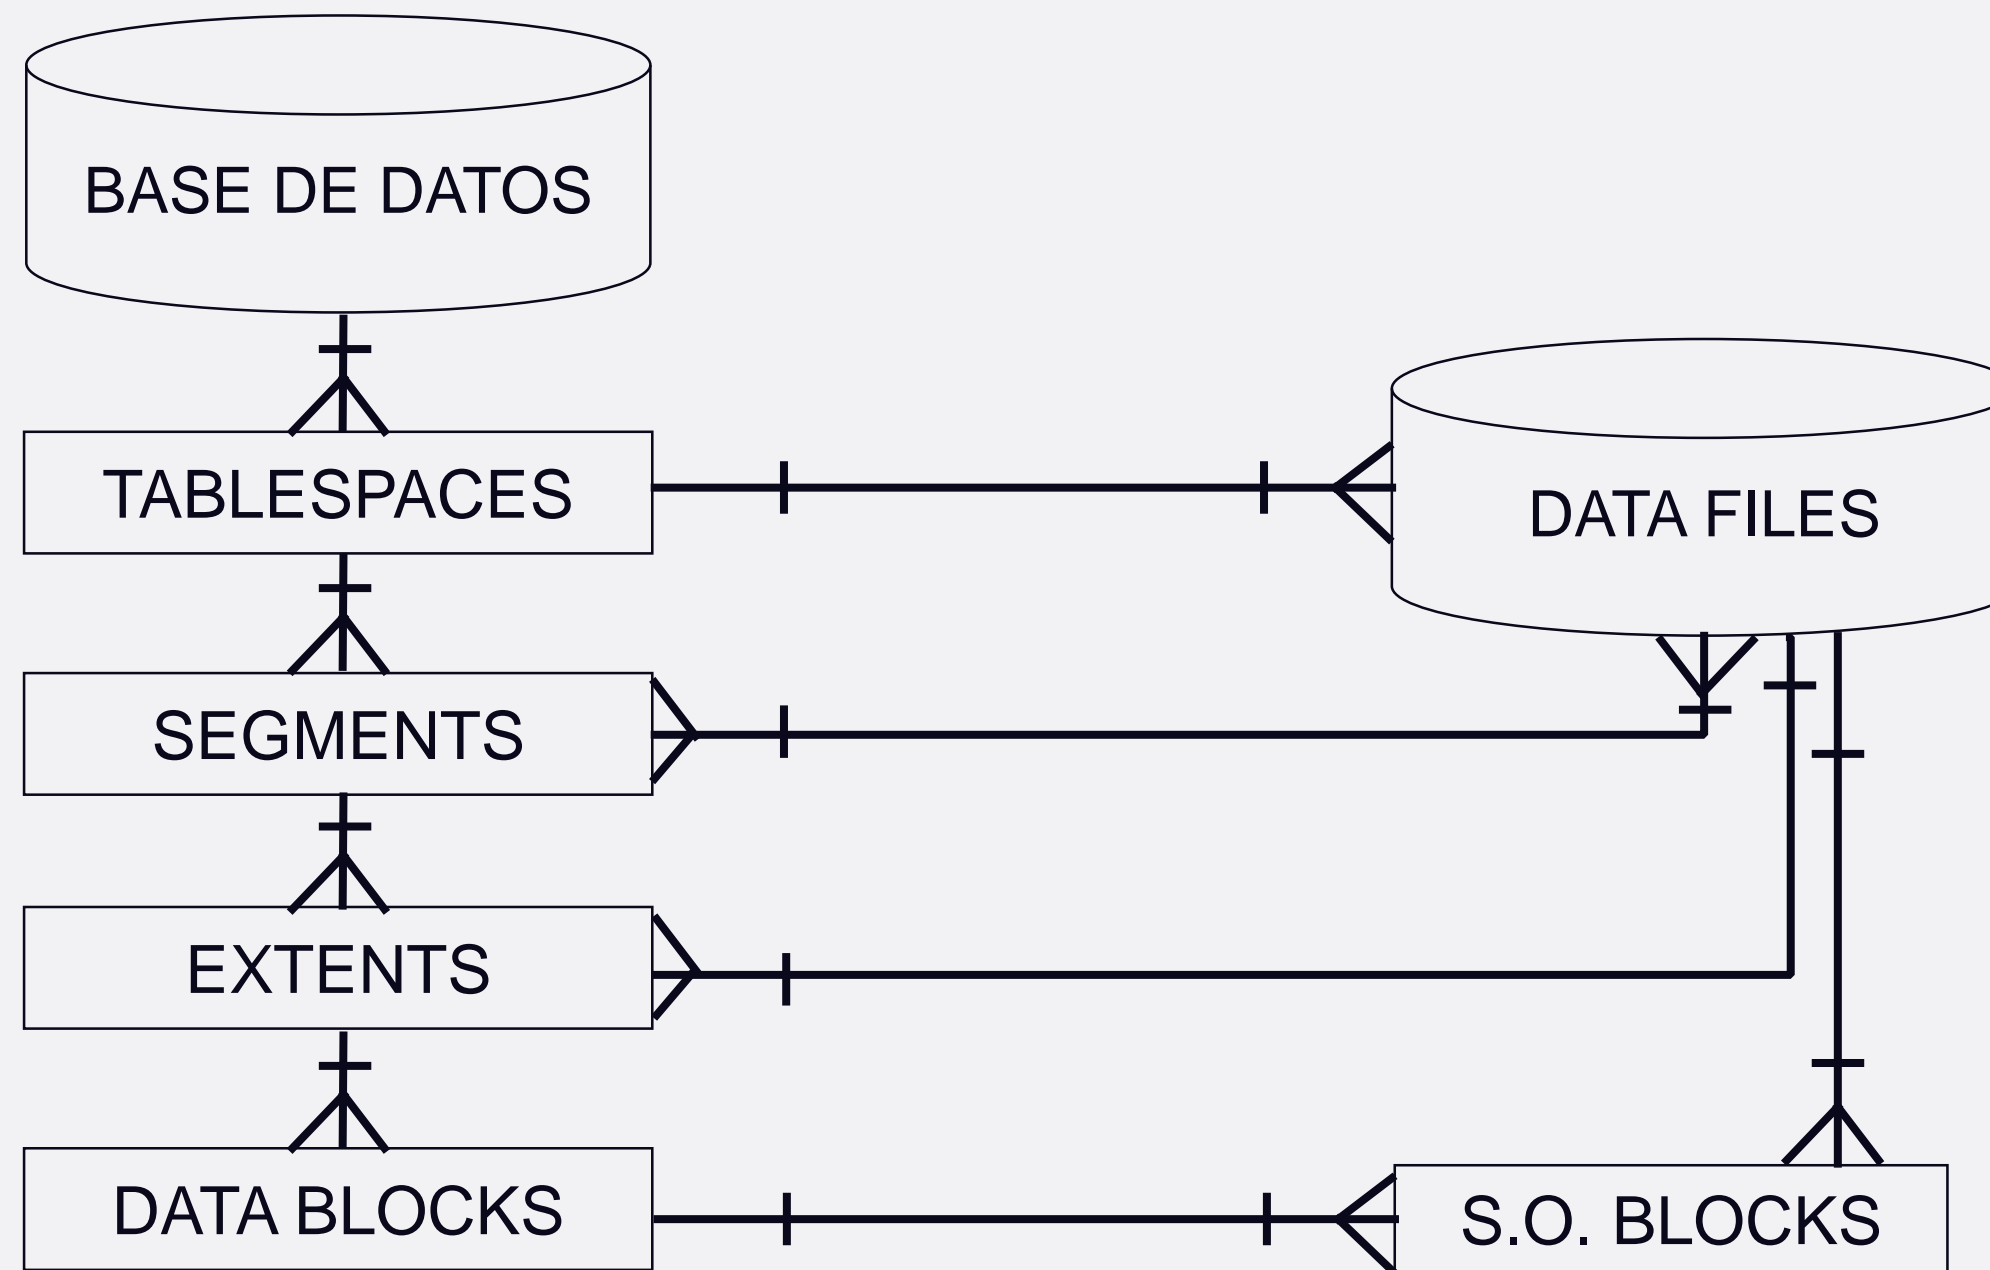 BASE DE DATOS
TABLESPACES
DATA FILES
SEGMENTS
EXTENTS
DATA BLOCKS
S.O. BLOCKS